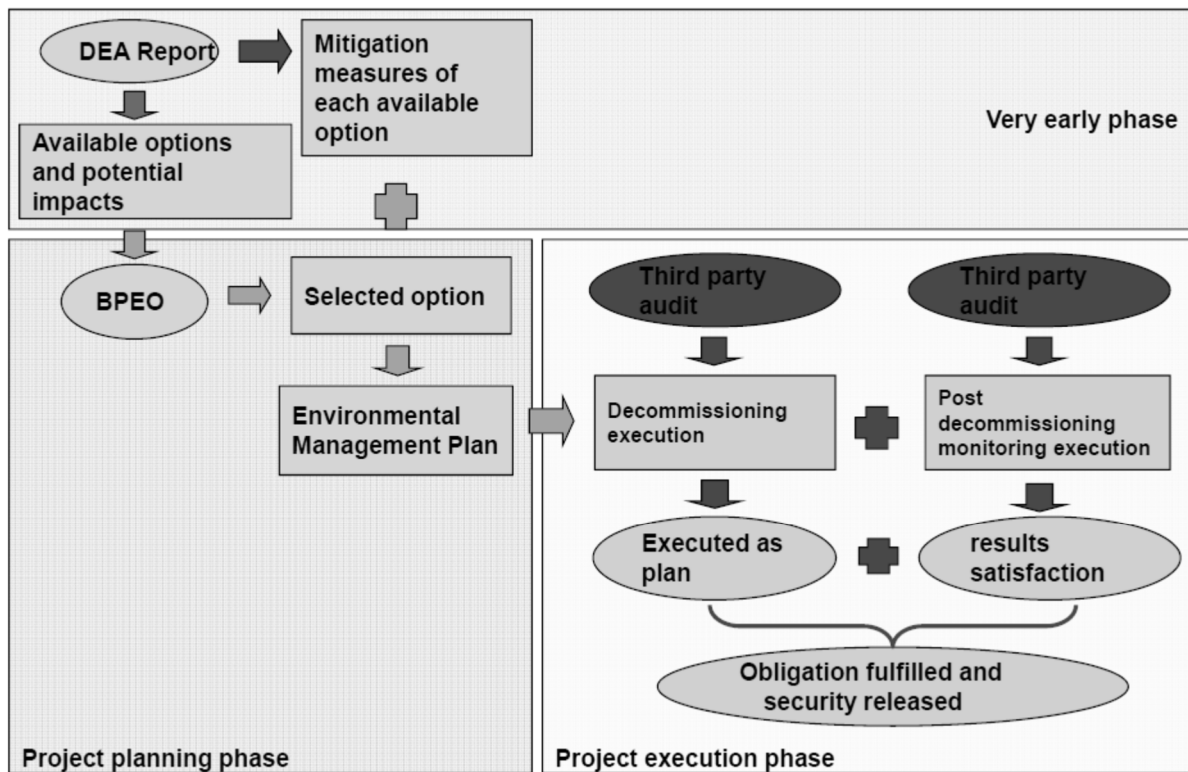 DEA Report
Mitigation
measures of
each available
option
Very early phase
Available options
and potential
impacts
BPEO
Selected option
Environmental
Management Plan
Project planning phase
Third party
audit
Third party
audit
Decommissioning
execution
Post
decommissioning
monitoring execution
Executed as
plan
results
satisfaction
Obligation fulfilled and
security released
Project execution phase